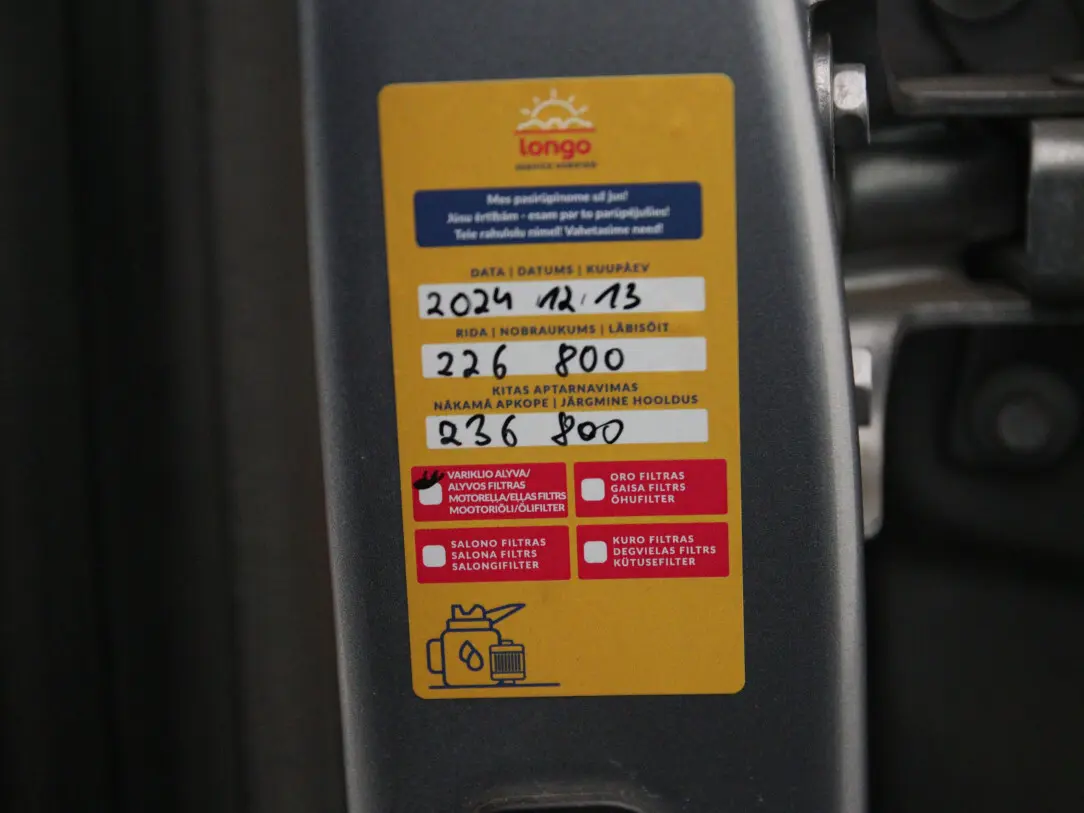 longo
Mes pasirūpinome už jus!
Jūsu ērtībām - esam par to parūpējušies!
Teie rahulolu nimel! Vahetasime need!
DATA | DATUMS | KUUPÄEV
2024 12. 13
RIDA | NOBRAUKUMS | LÄBISÕIT
226 800
KITAS APTARNAVIMAS
NĀKAMĀ APKOPE | JÄRGMINE HOOLDUS
236 800
VARIKLIO ALYVA/
ALYVOS FILTRAS
MOTOREĻĻA/EĻĻAS FILTRS
MOOTORIÕLI/ÕLIFILTER
ORO FILTRAS
GAISA FILTRS
ÕHUFILTER
SALONO FILTRAS
SALONA FILTRS
SALONGIFILTER
KURO FILTRAS
DEGVIELAS FILTRS
KÜTUSEFILTER